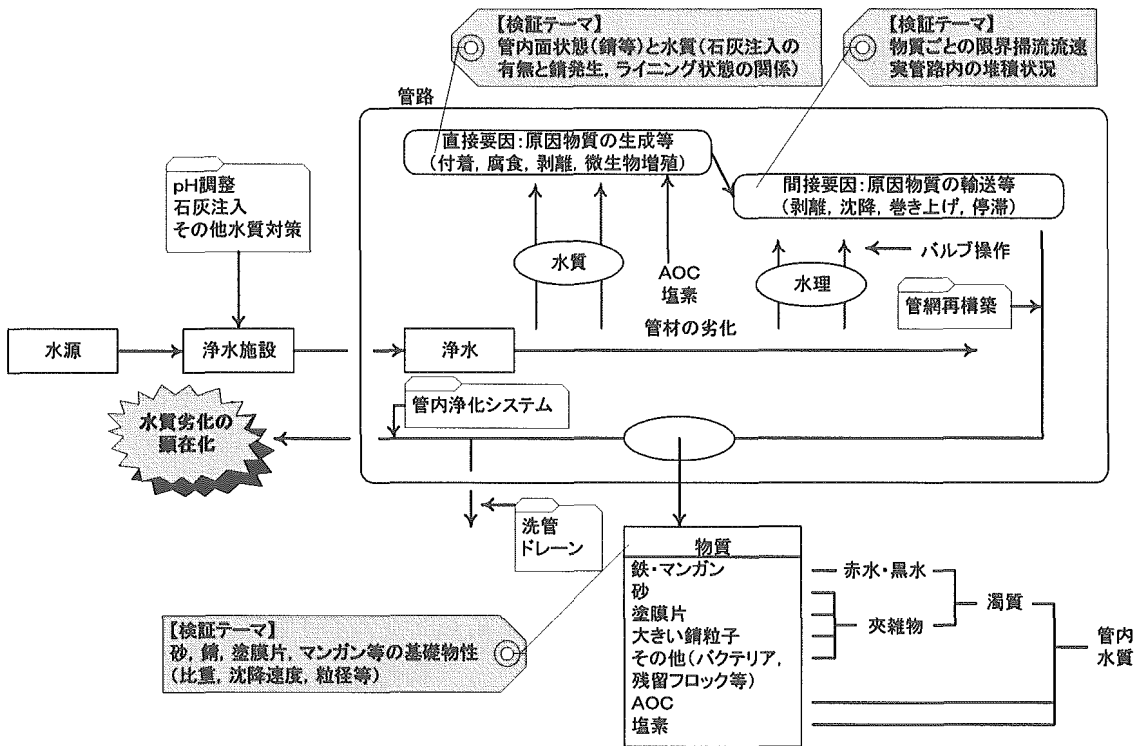 【検証テーマ】
管内面状態(錆等)と水質(石灰注入の
有無と錆発生,ライニング状態の関係)
【検証テーマ】
物質ごとの限界掃流流速
実管路内の堆積状況
管路
直接要因:原因物質の生成等
(付着,腐食,剥離,微生物増殖)
間接要因:原因物質の輸送等
(剥離,沈降,巻き上げ,停滞)
pH調整
石灰注入
その他水質対策
水質
AOC
塩素
水理
バルブ操作
管網再構築
管材の劣化
水源
浄水施設
浄水
管内浄化システム
水質劣化の
顕在化
洗管
ドレーン
物質
鉄・マンガン
砂
塗膜片
大きい錆粒子
その他(バクテリア,
残留フロック等)
AOC
塩素
赤水・黒水
夾雑物
濁質
管内
水質
【検証テーマ】
砂,錆,塗膜片,マンガン等の基礎物性
(比重,沈降速度,粒径等)